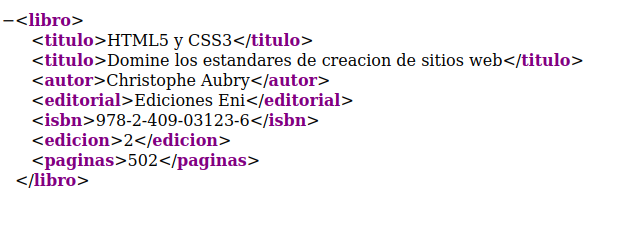 −<libro>
<titulo>HTML5 y CSS3</titulo>
<titulo>Domine los estandares de creacion de sitios web</titulo>
<autor>Christophe Aubry</autor>
<editorial>Ediciones Eni</editorial>
<isbn>978-2-409-03123-6</isbn>
<edicion>2</edicion>
<paginas>502</paginas>
</libro>